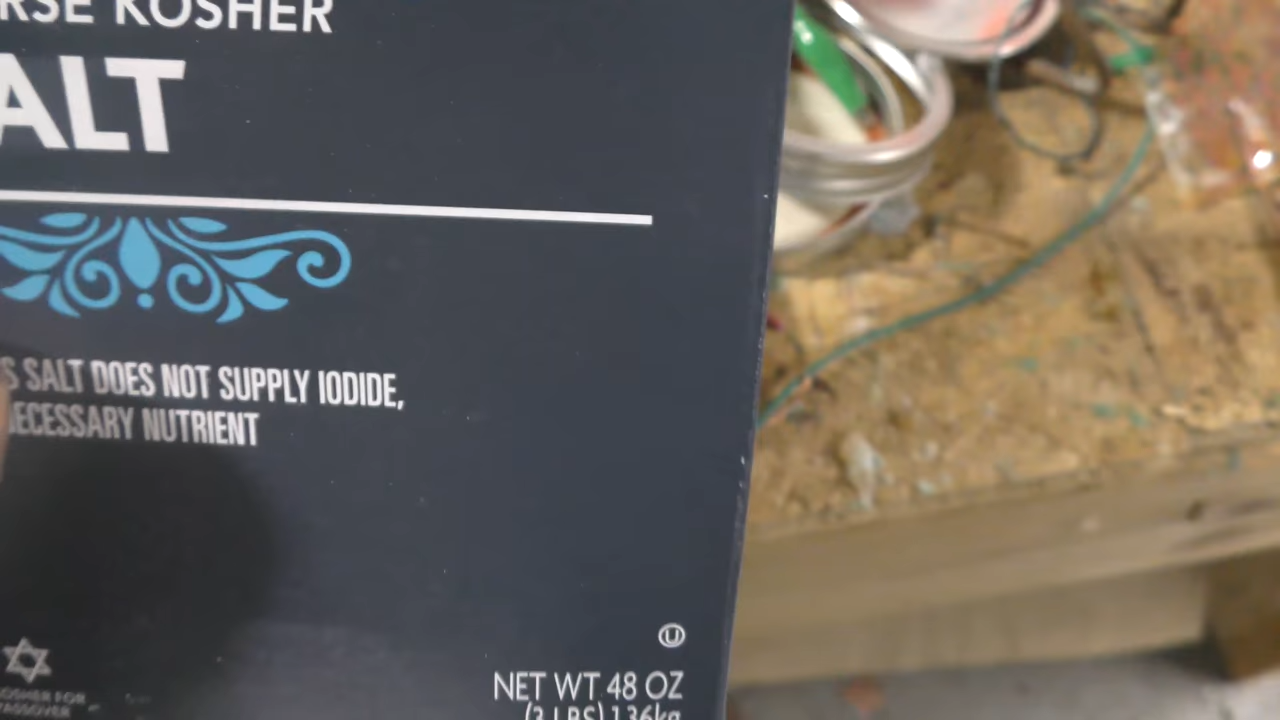 RSE KOSHER
ALT
S SALT DOES NOT SUPPLY IODIDE,
NECESSARY NUTRIENT
U
KOSHER FOR
PASSOVER
NET WT 48 OZ
(3 LBS) 1.36kg